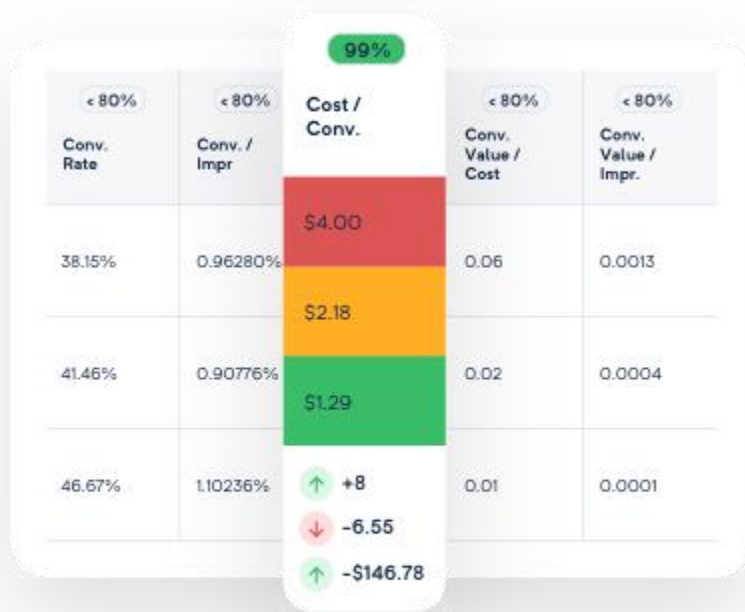 99%
< 80%
< 80%
< 80%
< 80%
Conv.
Rate
Conv. /
Impr
Cost /
Conv.
Conv.
Value /
Cost
Conv.
Value /
Impr.
$4.00
38.15%
0.96280%
0.06
0.0013
$2.18
41.46%
0.90776%
0.02
0.0004
$1.29
46.67%
1.10236%
0.01
0.0001
+8
-6.55
-$146.78